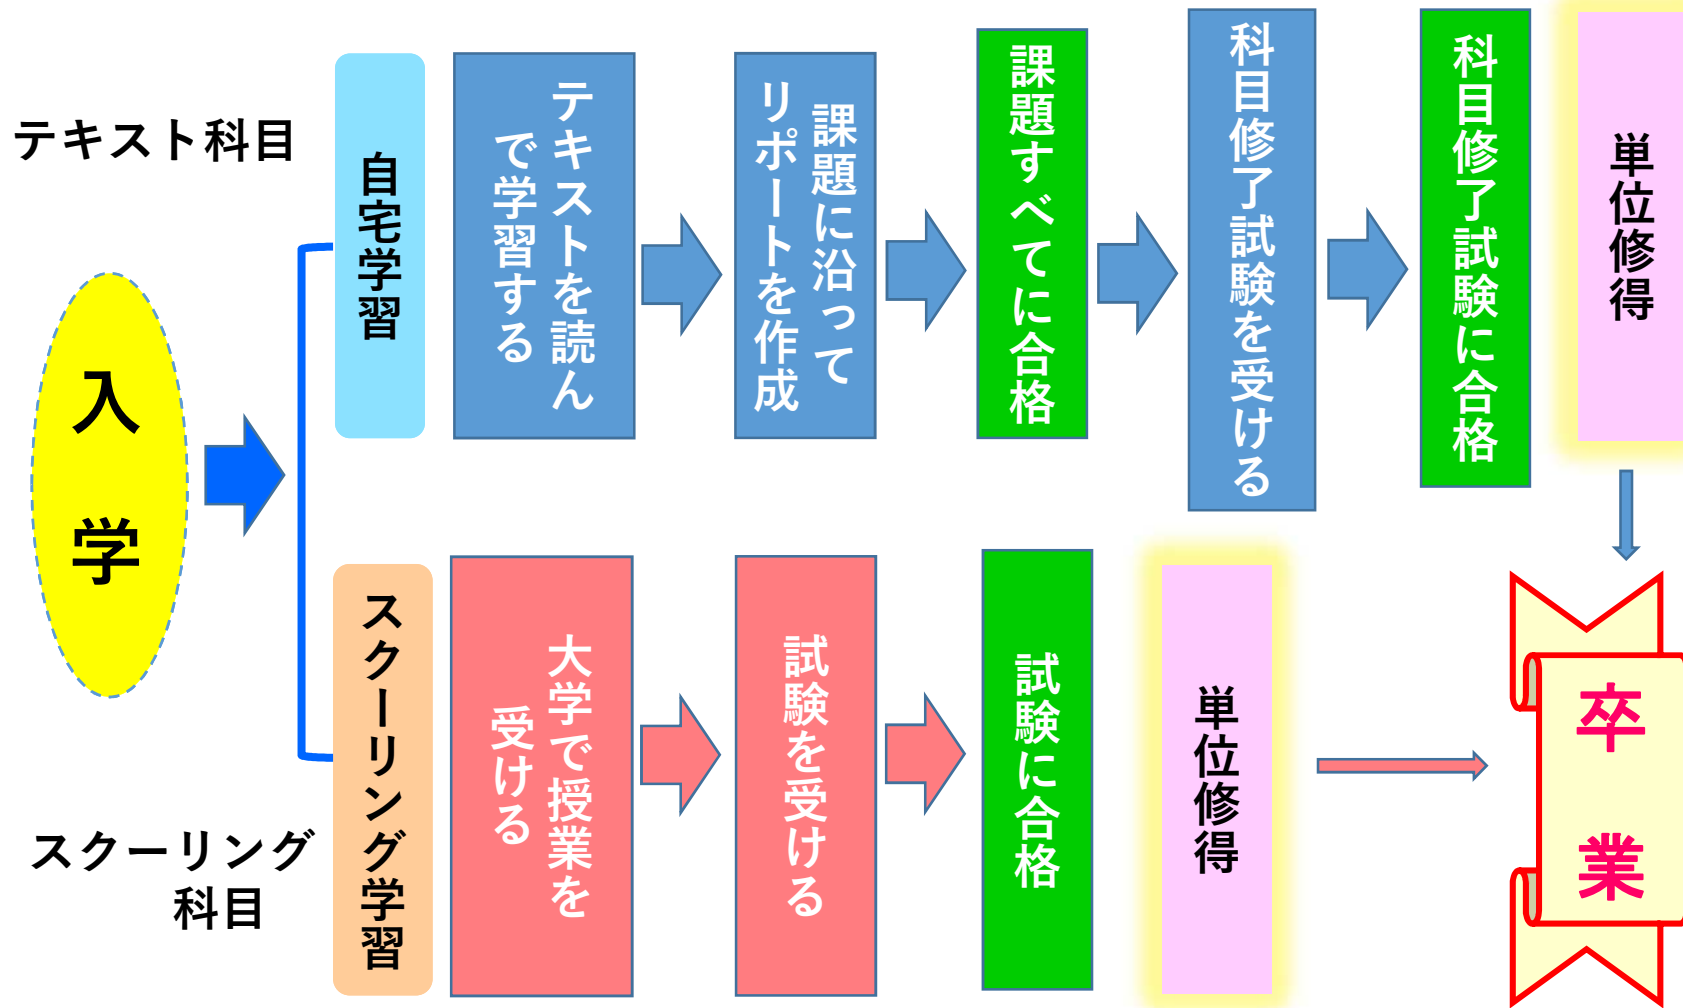 テキスト科目
入学
自宅学習
テキストを読ん
で学習する
課題に沿って
リポートを作成
課題すべてに合格
科目修了試験を受ける
科目修了試験に合格
単位修得
スクーリング
科目
スクーリング学習
大学で授業を
受ける
試験を受ける
試験に合格
単位修得
卒業